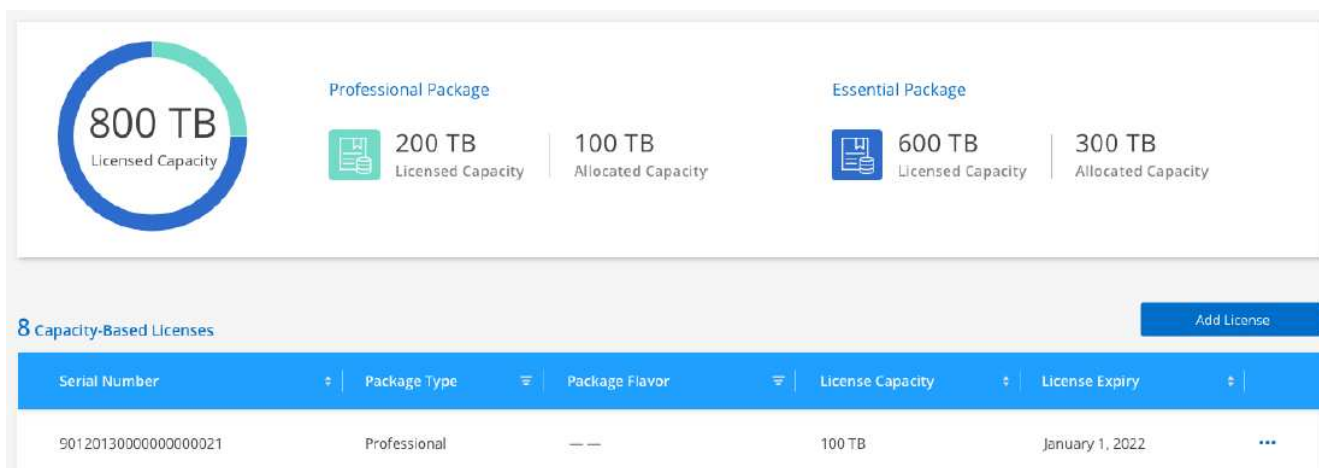 800 TB
Licensed Capacity
Professional Package
200 TB
Licensed Capacity
100 TB
Allocated Capacity
Essential Package
600 TB
Licensed Capacity
300 TB
Allocated Capacity
8 Capacity-Based Licenses
Add License
Serial Number Package Type Package Flavor License Capacity License Expiry
90120130000000000021 Professional — — 100 TB January 1, 2022 ...